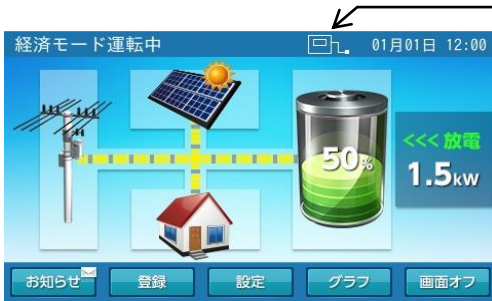 経済モード運転中 01月01日 12:00
50%
<<< 放電
1.5kw
お知らせ 登録 設定 グラフ 画面オフ